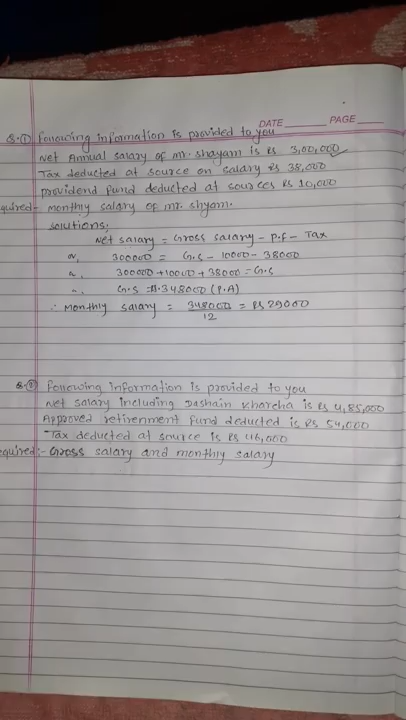 DATE PAGE
Q.① Following information is provided to you
Net Annual salary of mr. shayam is Rs 3,00,000
Tax deducted at source on salary Rs 38,000
provident fund deducted at sources Rs 10,000
quired- monthly salary of mr. shyam.
solutions;
Net salary = Gross salary - p.f - Tax
or, 300000 = G.S - 10000 - 38000
or, 300000 + 10000 + 38000 = G.S
∴ G.S = Rs.348000 (P.A)
∴ Monthly salary = 348000 = Rs 29000
12
Q.② Following information is provided to you
Net salary including Dashain kharcha is Rs 4,85,000
Approved retirenment fund deducted is Rs 54,000
Tax deducted at source is Rs 46,000
equired:- Gross salary and monthly salary